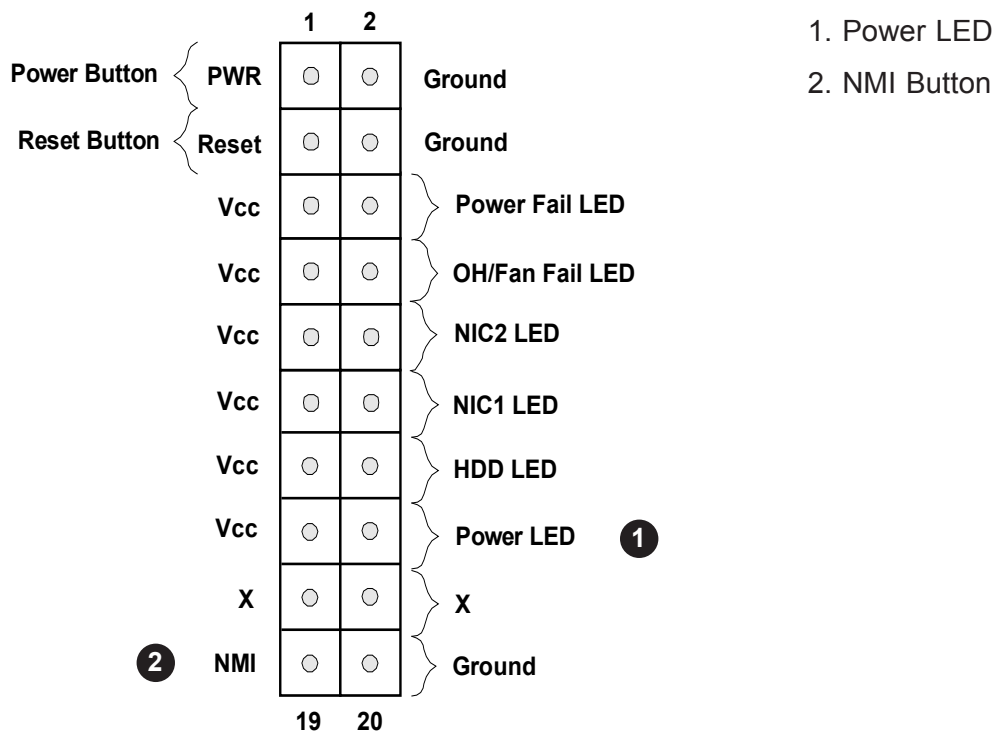 1 2
1. Power LED
2. NMI Button
Power Button PWR Ground
Reset Button Reset Ground
Vcc Power Fail LED
Vcc OH/Fan Fail LED
Vcc NIC2 LED
Vcc NIC1 LED
Vcc HDD LED
Vcc Power LED 1
X X
2 NMI Ground
19 20